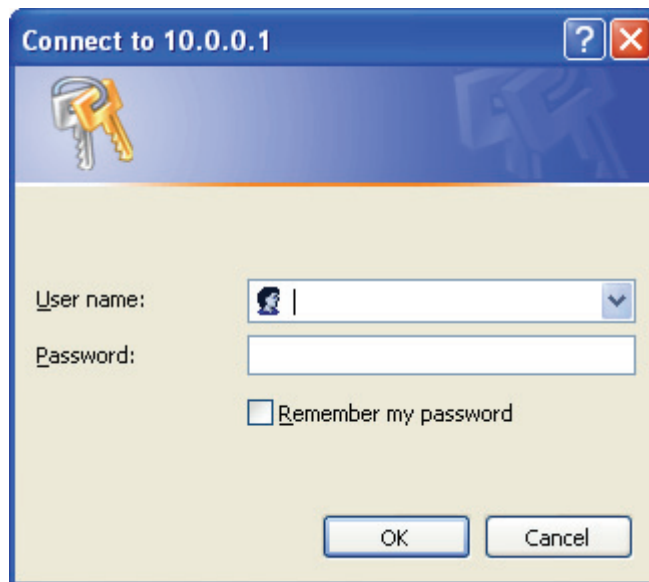 Connect to 10.0.0.1
User name:
Password:
Remember my password
OK Cancel